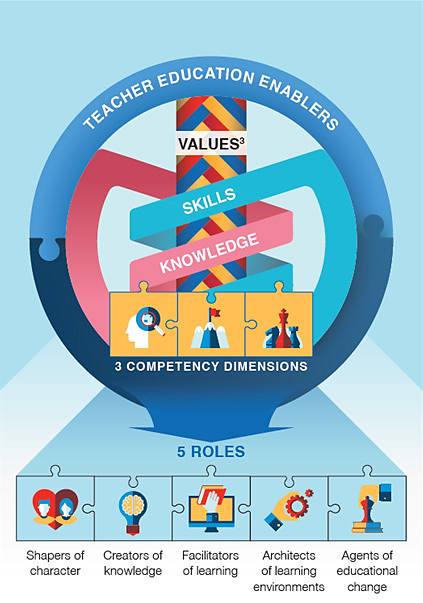 TEACHER EDUCATION ENABLERS
VALUES³
SKILLS
KNOWLEDGE
3 COMPETENCY DIMENSIONS
5 ROLES
Shapers of
character
Creators of
knowledge
Facilitators
of learning
Architects
of learning
environments
Agents of
educational
change